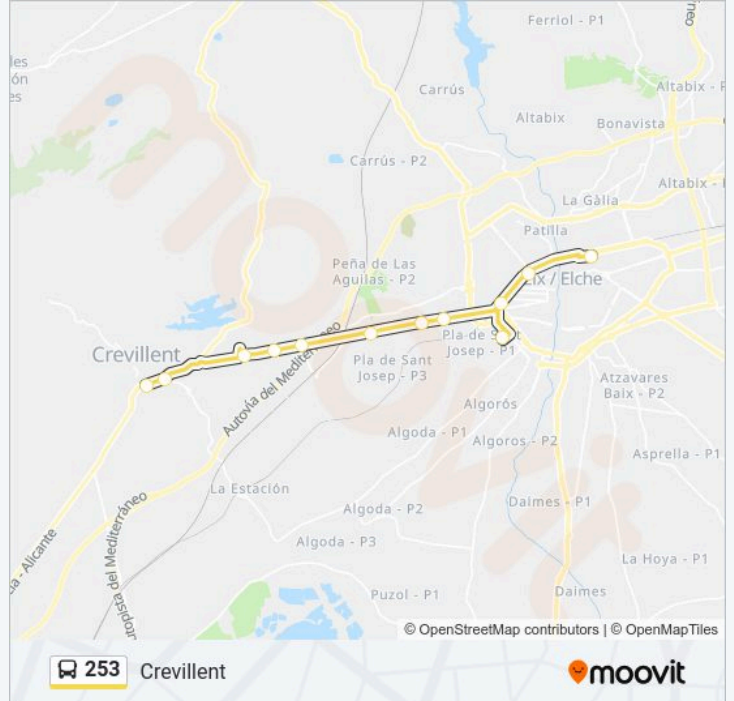 Ferriol - P1
Carrús
Altabix - P
Altabix
Bonavista
Carrús - P2
Altabix -
La Gàlia
Patilla
Peña de Las
Aguilas - P2
Elx / Elche
Crevillent
Autovía del Mediterráneo
Pla de Sant
Josep - P1
Pla de Sant
Josep - P3
Atzavares
Baix - P2
Algorós
Algoda - P1
Algoros - P2
Asprella - P1
La Estación
Algoda - P2
Daimes - P1
Algoda - P3
La Hoya - P1
utopista del Mediterráneo
a - Alicante
Puzol - P1
Daimes
© OpenStreetMap contributors | © OpenMapTiles
253 Crevillent
moovit